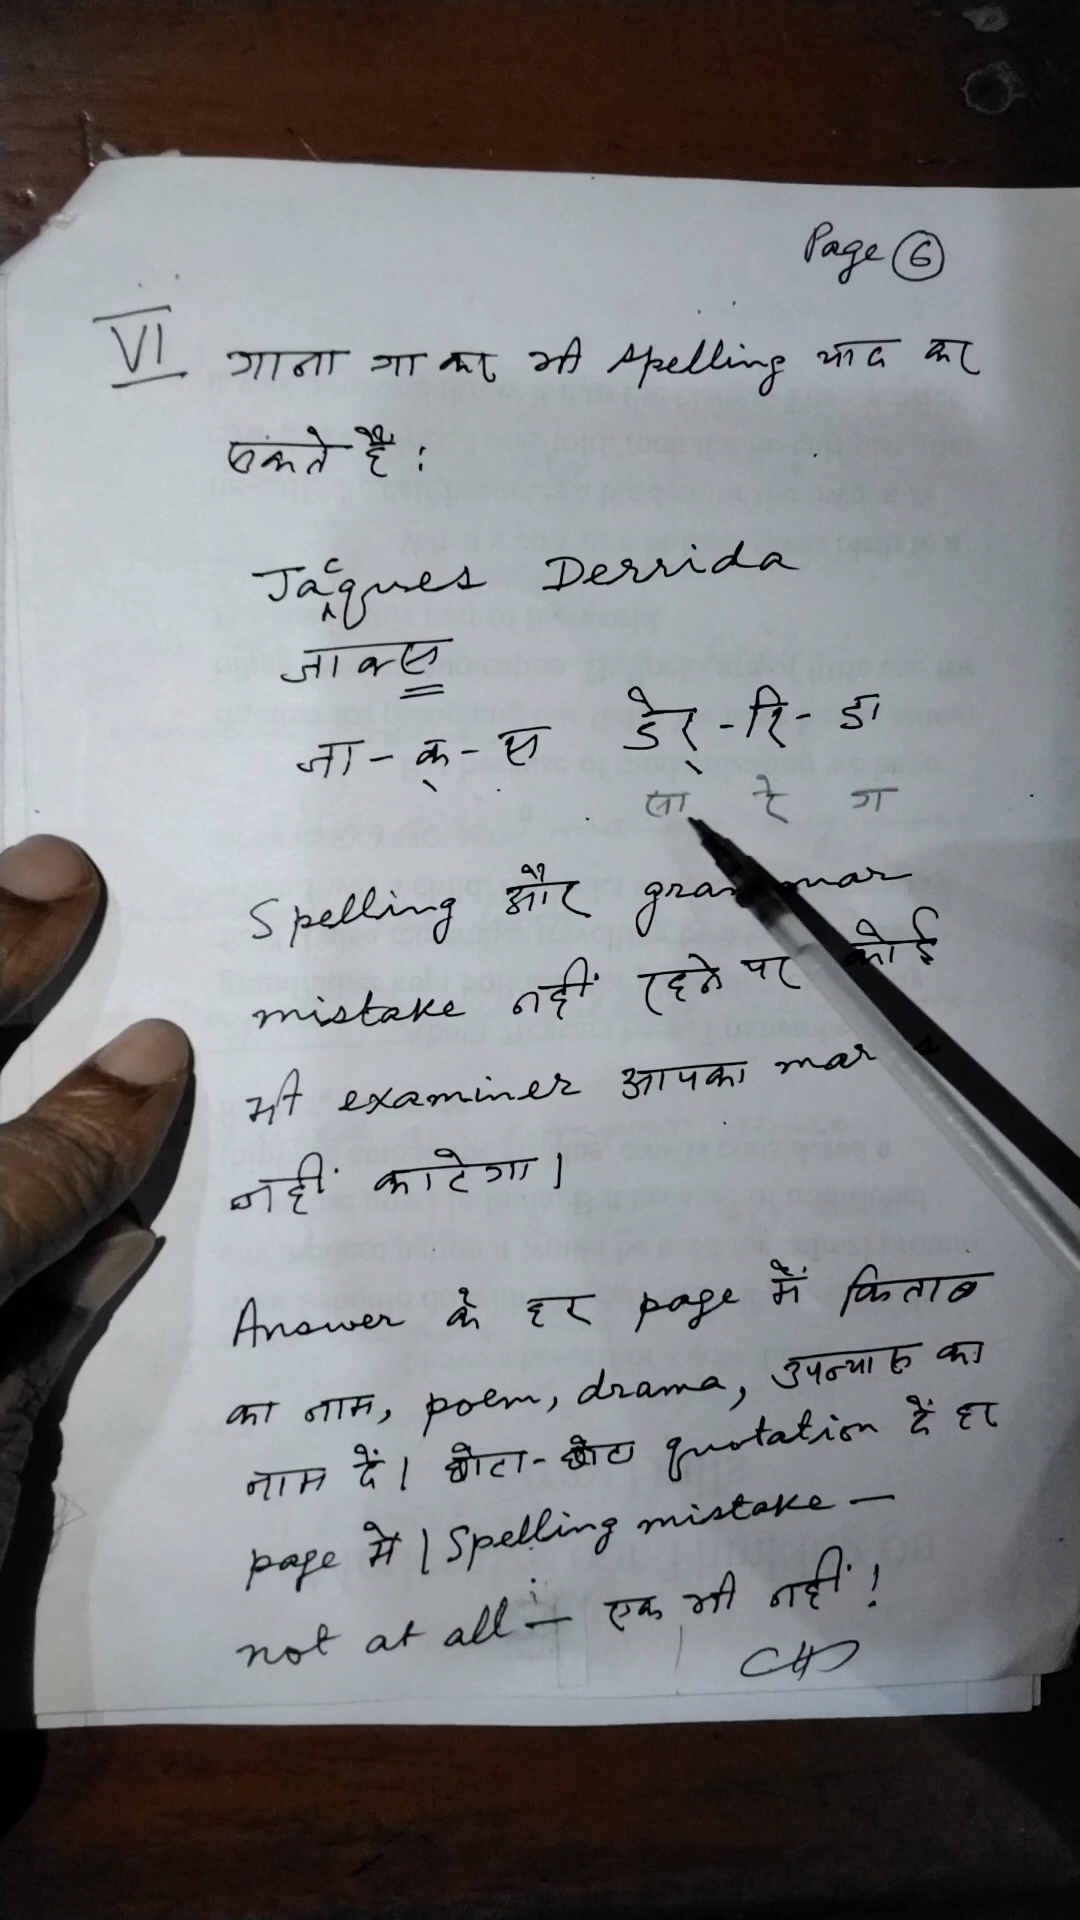 Page 6
VI गाना गा कर भी spelling याद कर
सकते हैं :
Jacques Derrida
जाक्स
जा - क् - स डेर् - रि - डा
सा रे ग
Spelling और grammar
mistake नहीं रहने पर कोई
भी examiner आपका marks
नहीं काटेगा।
Answer के हर page में किताब
का नाम, poem, drama, उपन्यास का
नाम दें। छोटा-छोटा quotation दें हर
page में। Spelling mistake —
not at all — एक भी नहीं!